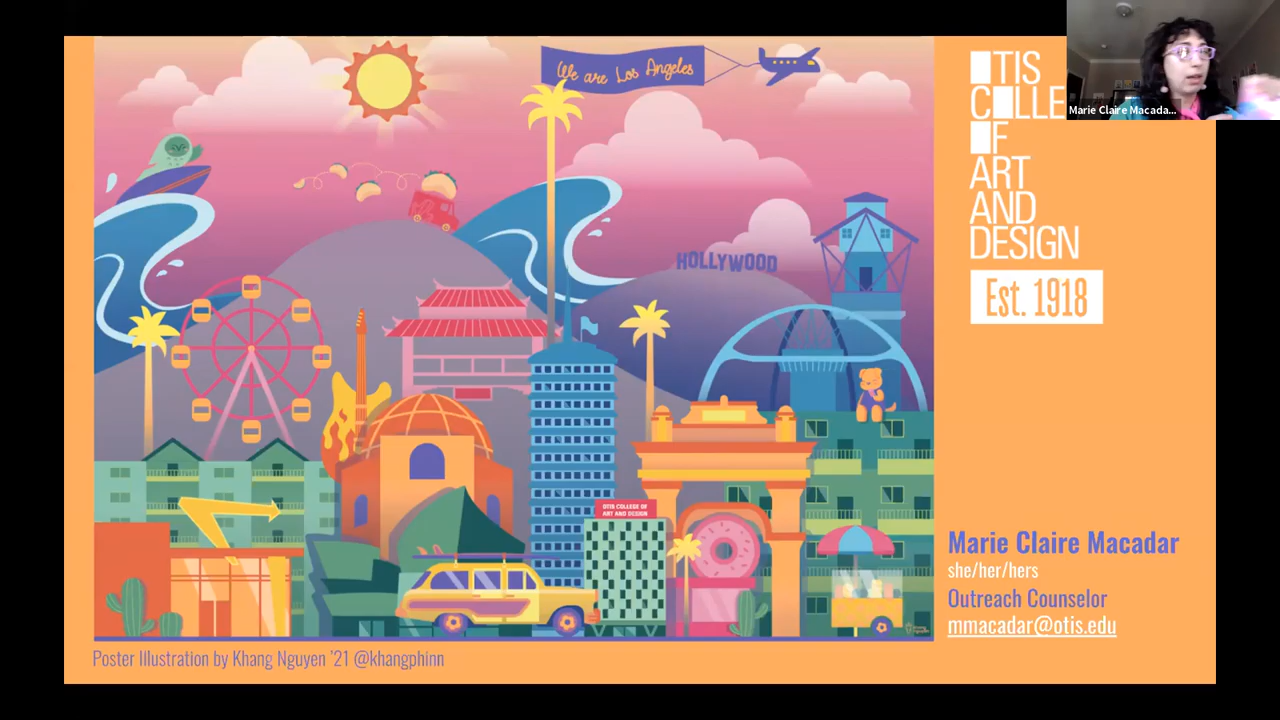 We are Los Angeles
HOLLYWOOD
OTIS COLLEGE OF
ART AND DESIGN
Poster Illustration by Khang Nguyen ’21 @khangphinn
OTIS
COLLE
OF
ART
AND
DESIGN
Est. 1918
Marie Claire Macada...
Marie Claire Macadar
she/her/hers
Outreach Counselor
mmacadar@otis.edu